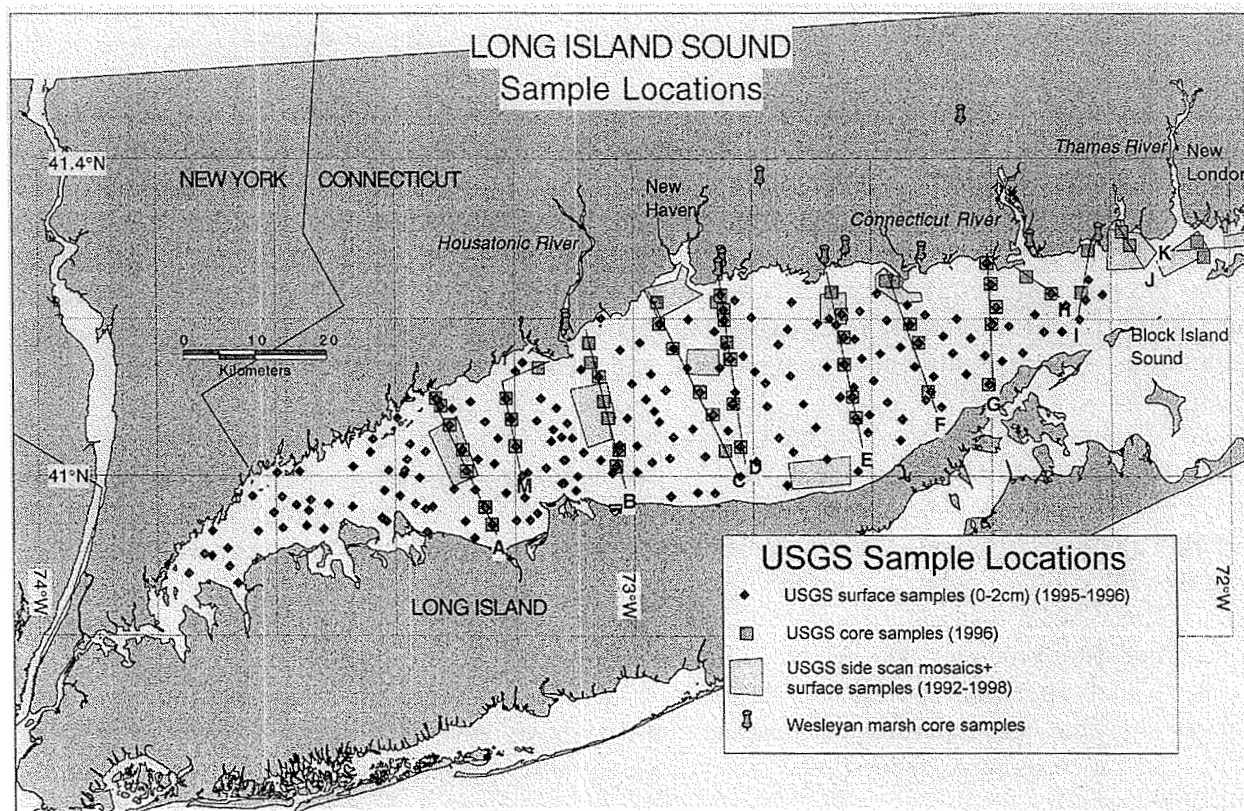 LONG ISLAND SOUND
Sample Locations
Thames River
New
London
41.4°N
NEW YORK
CONNECTICUT
New
Haven
Connecticut River
Housatonic River
K
J
H
Block Island
Sound
I
0 10 20
Kilometers
G
F
E
D
C
41°N
M
B
A
74°W
73°W
72°W
LONG ISLAND
USGS Sample Locations
USGS surface samples (0-2cm) (1995-1996)
USGS core samples (1996)
USGS side scan mosaics+
surface samples (1992-1998)
Wesleyan marsh core samples